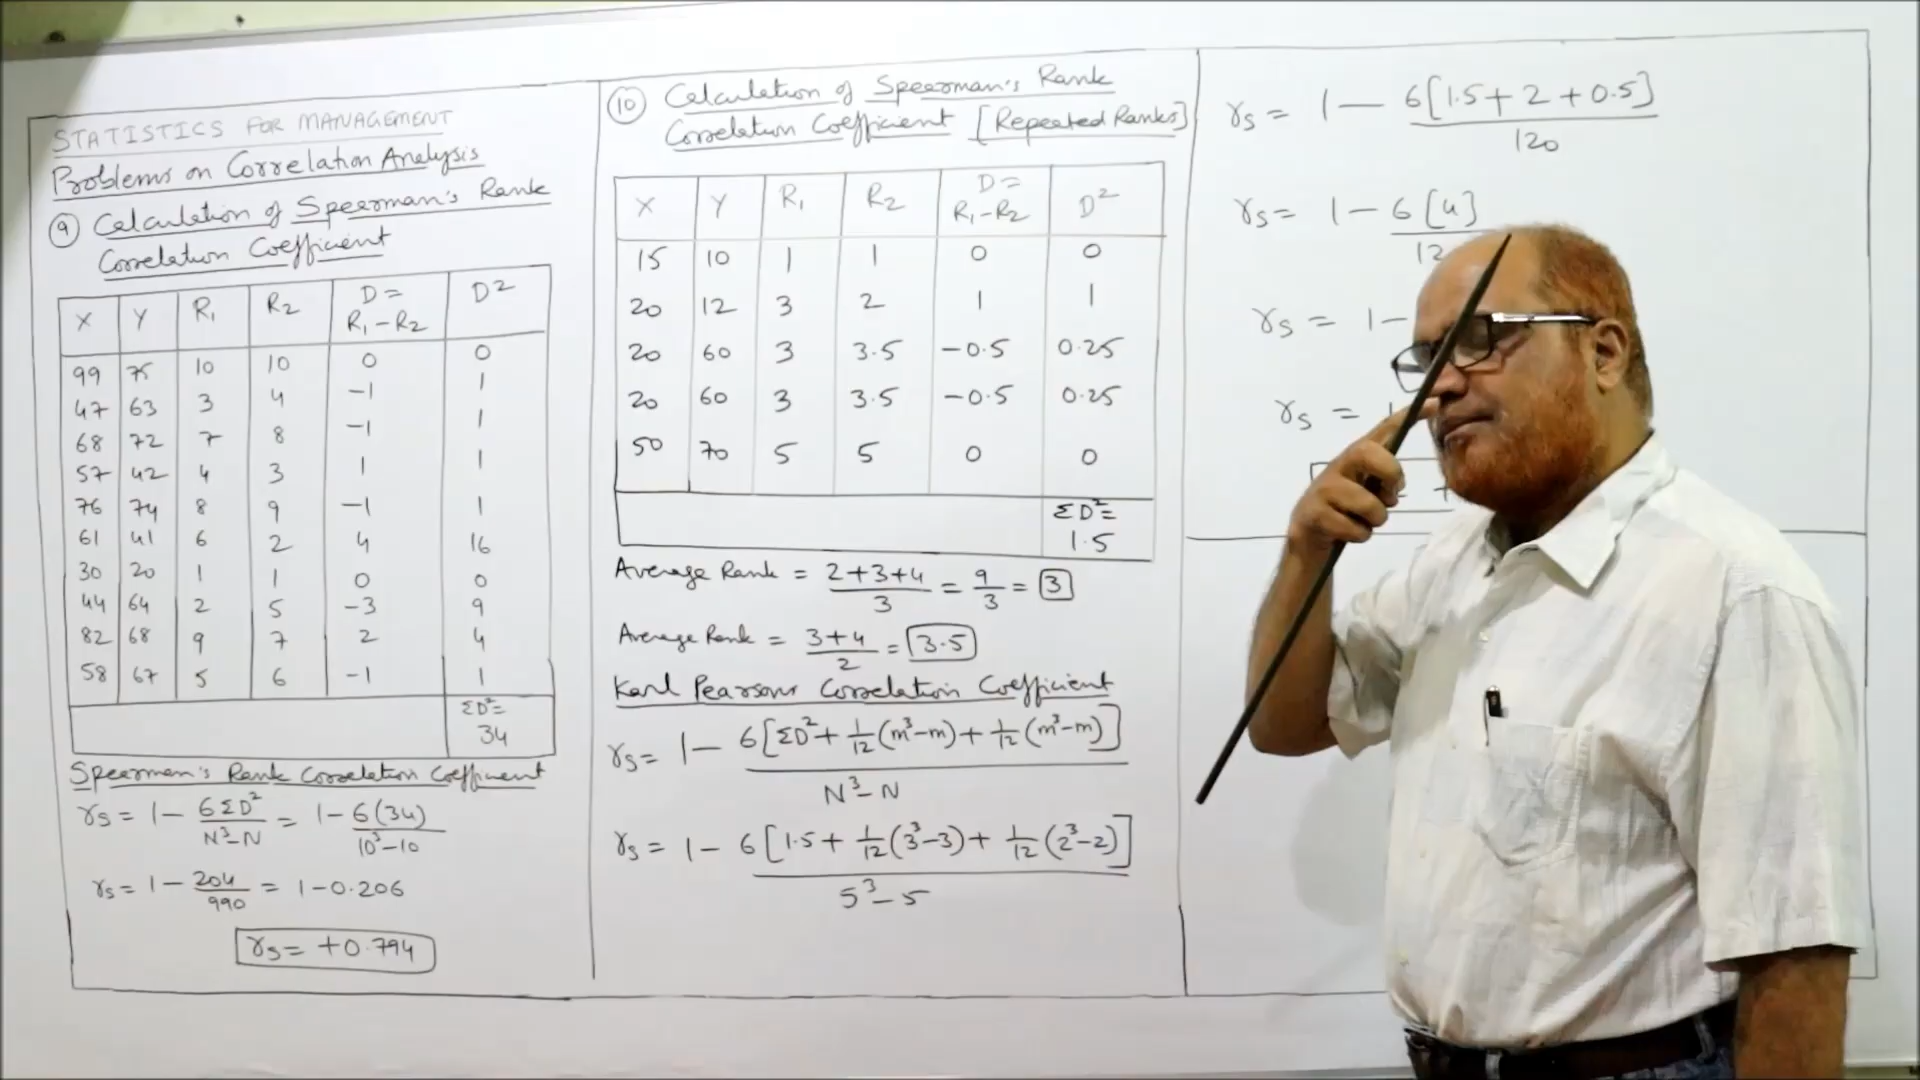 STATISTICS FOR MANAGEMENT
Problems on Correlation Analysis
⑨ Calculation of Spearman's Rank
Correlation Coefficient
X Y R₁ R₂ D = R₁ – R₂ D²
99 75 10 10 0 0
47 63 3 4 –1 1
68 72 7 8 –1 1
57 42 4 3 1 1
76 74 8 9 –1 1
61 41 6 2 4 16
30 20 1 1 0 0
44 64 2 5 –3 9
82 68 9 7 2 4
58 67 5 6 –1 1
ΣD² =
34
Spearman's Rank Correlation Coefficient
rs = 1 – 6ΣD² / N³–N = 1 – 6(34) / 10³–10
rs = 1 – 204/990 = 1 – 0.206
rs = +0.794
⑩ Calculation of Spearman's Rank
Correlation Coefficient [Repeated Ranks]
X Y R₁ R₂ D = R₁–R₂ D²
15 10 1 1 0 0
20 12 3 2 1 1
20 60 3 3.5 –0.5 0.25
20 60 3 3.5 –0.5 0.25
50 70 5 5 0 0
ΣD² =
1.5
Average Rank = 2+3+4 / 3 = 9/3 = 3
Average Rank = 3+4 / 2 = 3.5
Karl Pearsons Correlation Coefficient
rs = 1 – 6[ΣD² + 1/12(m³–m) + 1/12(m³–m)] / N³–N
rs = 1 – 6[1.5 + 1/12(3³–3) + 1/12(2³–2)] / 5³–5
rs = 1 – 6[1.5 + 2 + 0.5] / 120
rs = 1 – 6[4] / 12
rs = 1 –
rs =